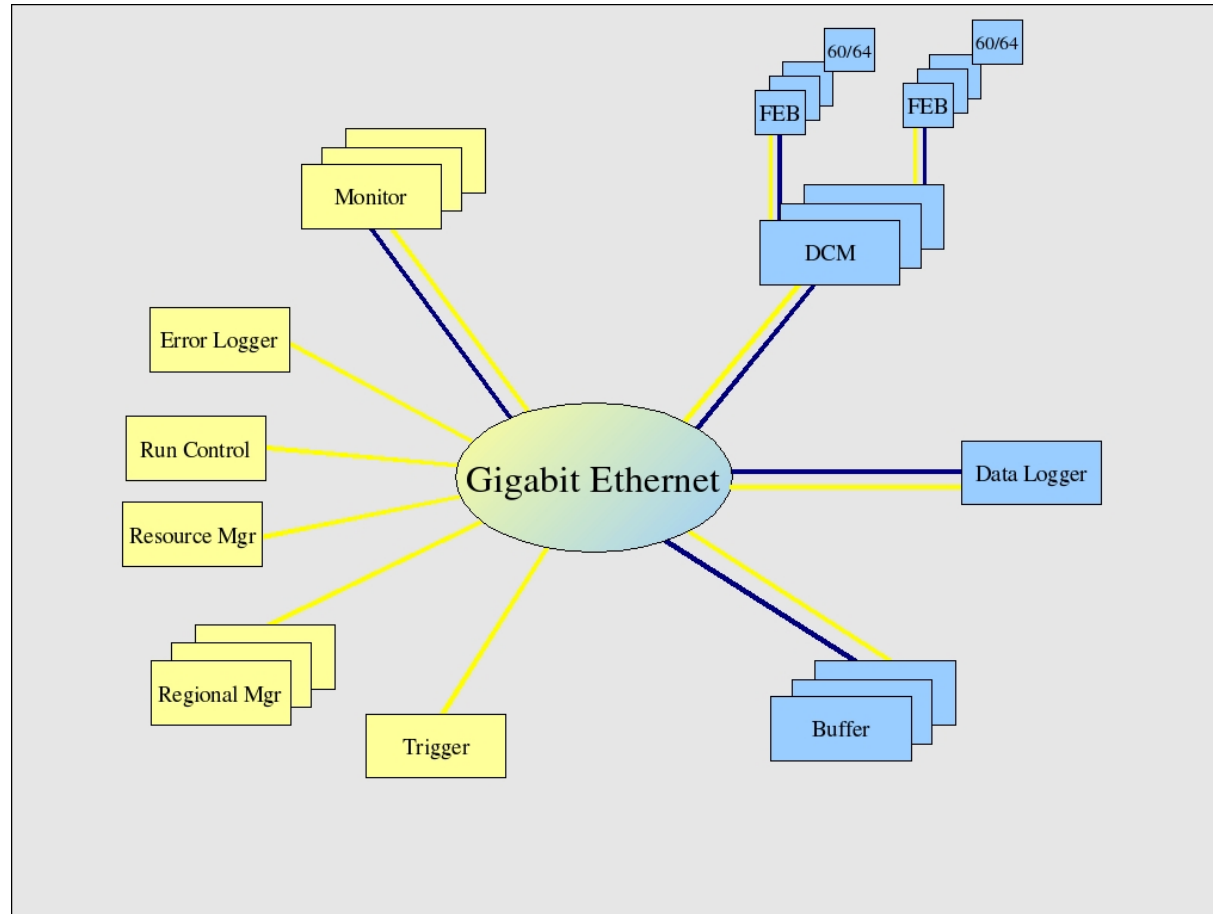 60/64
60/64
FEB
FEB
Monitor
DCM
Error Logger
Run Control
Gigabit Ethernet
Data Logger
Resource Mgr
Regional Mgr
Buffer
Trigger